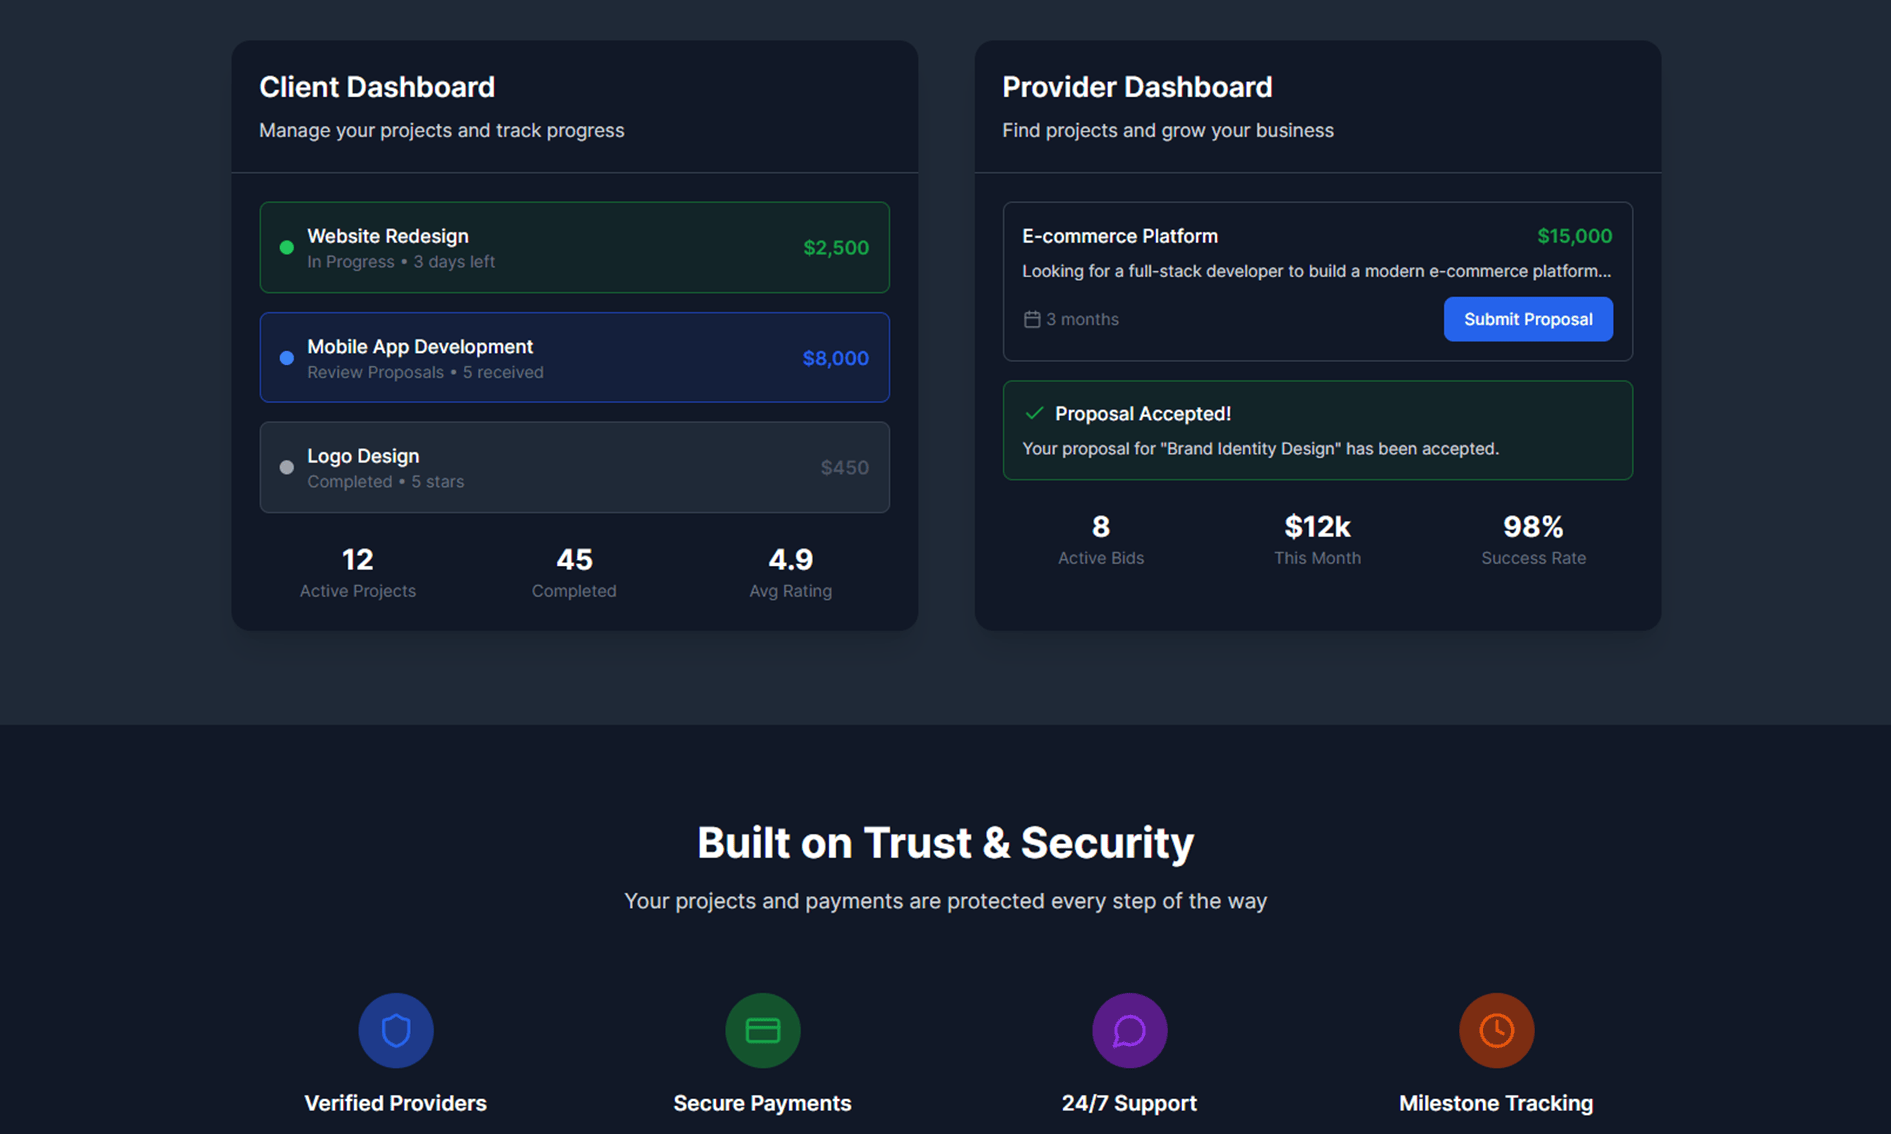 Client Dashboard
Manage your projects and track progress
Website Redesign
In Progress • 3 days left
$2,500
Mobile App Development
Review Proposals • 5 received
$8,000
Logo Design
Completed • 5 stars
$450
12
Active Projects
45
Completed
4.9
Avg Rating
Provider Dashboard
Find projects and grow your business
E-commerce Platform
$15,000
Looking for a full-stack developer to build a modern e-commerce platform...
3 months
Submit Proposal
Proposal Accepted!
Your proposal for "Brand Identity Design" has been accepted.
8
Active Bids
$12k
This Month
98%
Success Rate
Built on Trust & Security
Your projects and payments are protected every step of the way
Verified Providers
Secure Payments
24/7 Support
Milestone Tracking